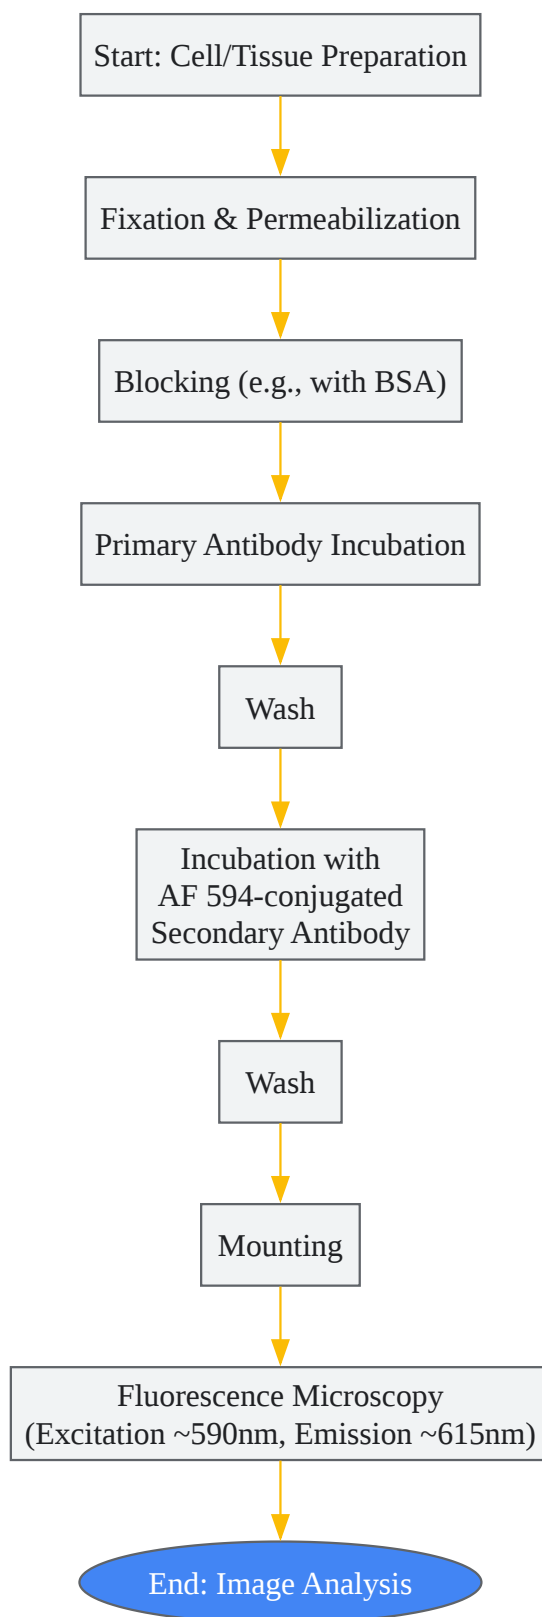 Start: Cell/Tissue Preparation
Fixation & Permeabilization
Blocking (e.g., with BSA)
Primary Antibody Incubation
Wash
Incubation with
AF 594-conjugated
Secondary Antibody
Wash
Mounting
Fluorescence Microscopy
(Excitation ~590nm, Emission ~615nm)
End: Image Analysis